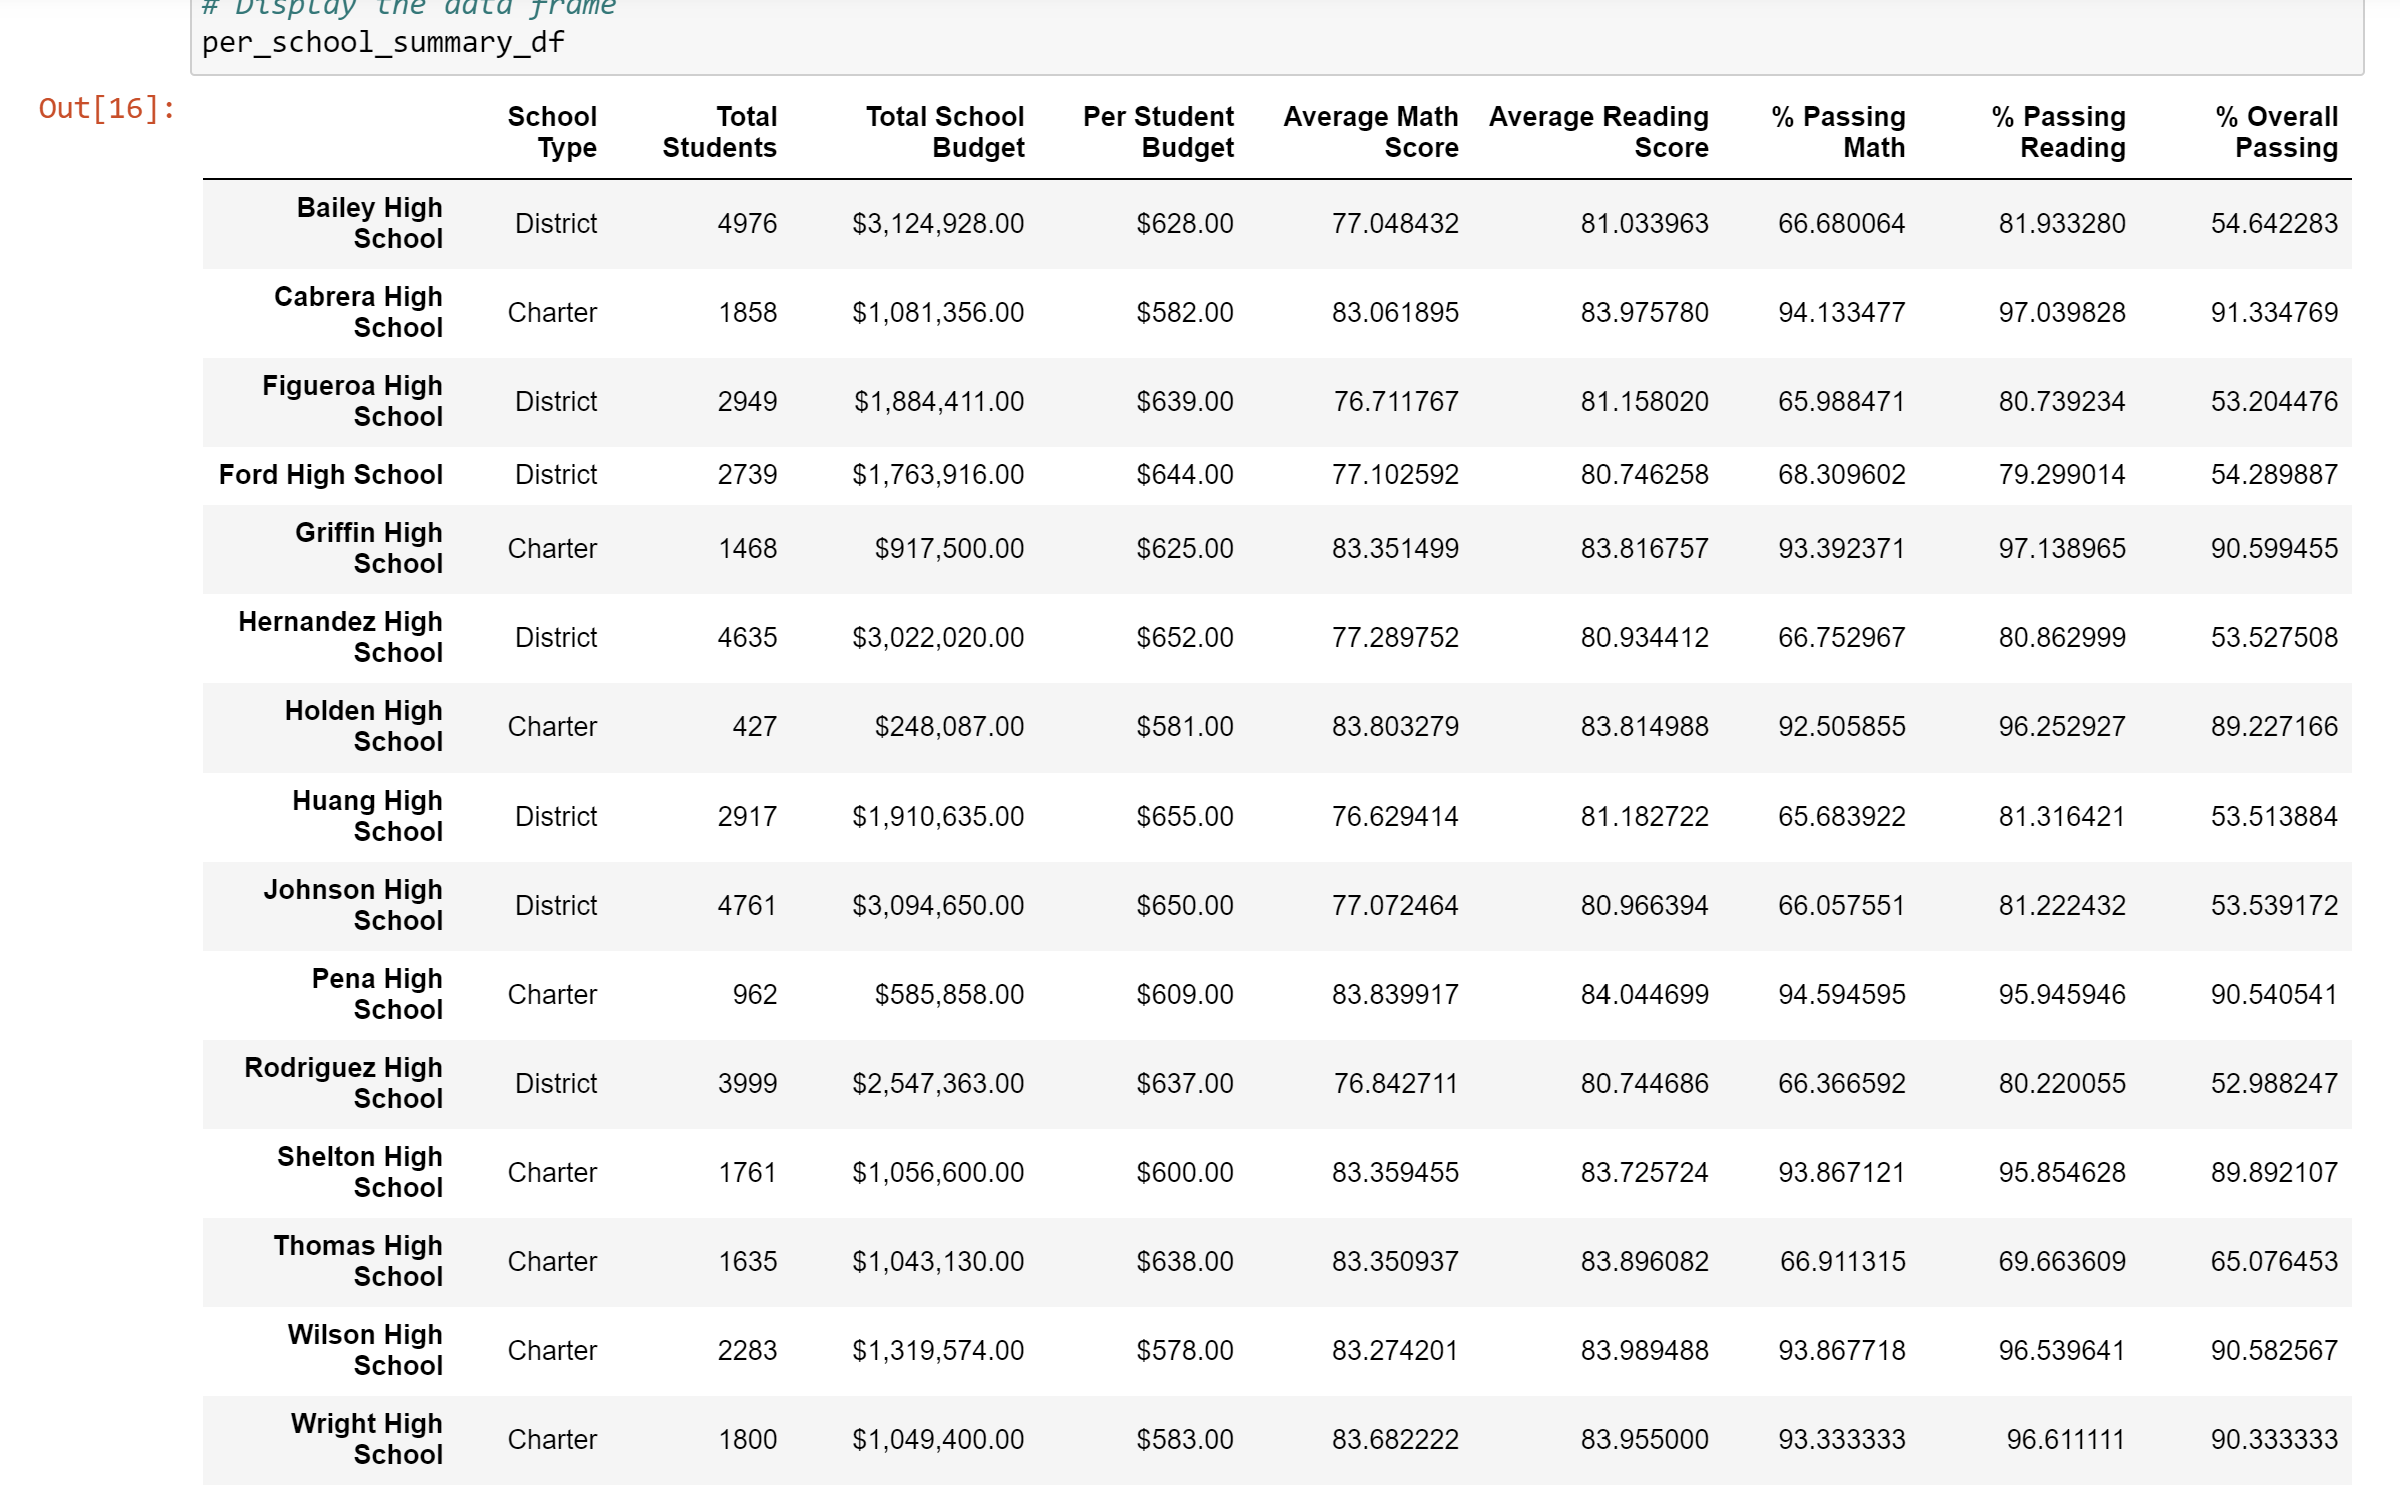 # Display the data frame
per_school_summary_df
Out[16]:
School Type Total Students Total School Budget Per Student Budget Average Math Score Average Reading Score % Passing Math % Passing Reading % Overall Passing
Bailey High School District 4976 $3,124,928.00 $628.00 77.048432 81.033963 66.680064 81.933280 54.642283
Cabrera High School Charter 1858 $1,081,356.00 $582.00 83.061895 83.975780 94.133477 97.039828 91.334769
Figueroa High School District 2949 $1,884,411.00 $639.00 76.711767 81.158020 65.988471 80.739234 53.204476
Ford High School District 2739 $1,763,916.00 $644.00 77.102592 80.746258 68.309602 79.299014 54.289887
Griffin High School Charter 1468 $917,500.00 $625.00 83.351499 83.816757 93.392371 97.138965 90.599455
Hernandez High School District 4635 $3,022,020.00 $652.00 77.289752 80.934412 66.752967 80.862999 53.527508
Holden High School Charter 427 $248,087.00 $581.00 83.803279 83.814988 92.505855 96.252927 89.227166
Huang High School District 2917 $1,910,635.00 $655.00 76.629414 81.182722 65.683922 81.316421 53.513884
Johnson High School District 4761 $3,094,650.00 $650.00 77.072464 80.966394 66.057551 81.222432 53.539172
Pena High School Charter 962 $585,858.00 $609.00 83.839917 84.044699 94.594595 95.945946 90.540541
Rodriguez High School District 3999 $2,547,363.00 $637.00 76.842711 80.744686 66.366592 80.220055 52.988247
Shelton High School Charter 1761 $1,056,600.00 $600.00 83.359455 83.725724 93.867121 95.854628 89.892107
Thomas High School Charter 1635 $1,043,130.00 $638.00 83.350937 83.896082 66.911315 69.663609 65.076453
Wilson High School Charter 2283 $1,319,574.00 $578.00 83.274201 83.989488 93.867718 96.539641 90.582567
Wright High School Charter 1800 $1,049,400.00 $583.00 83.682222 83.955000 93.333333 96.611111 90.333333